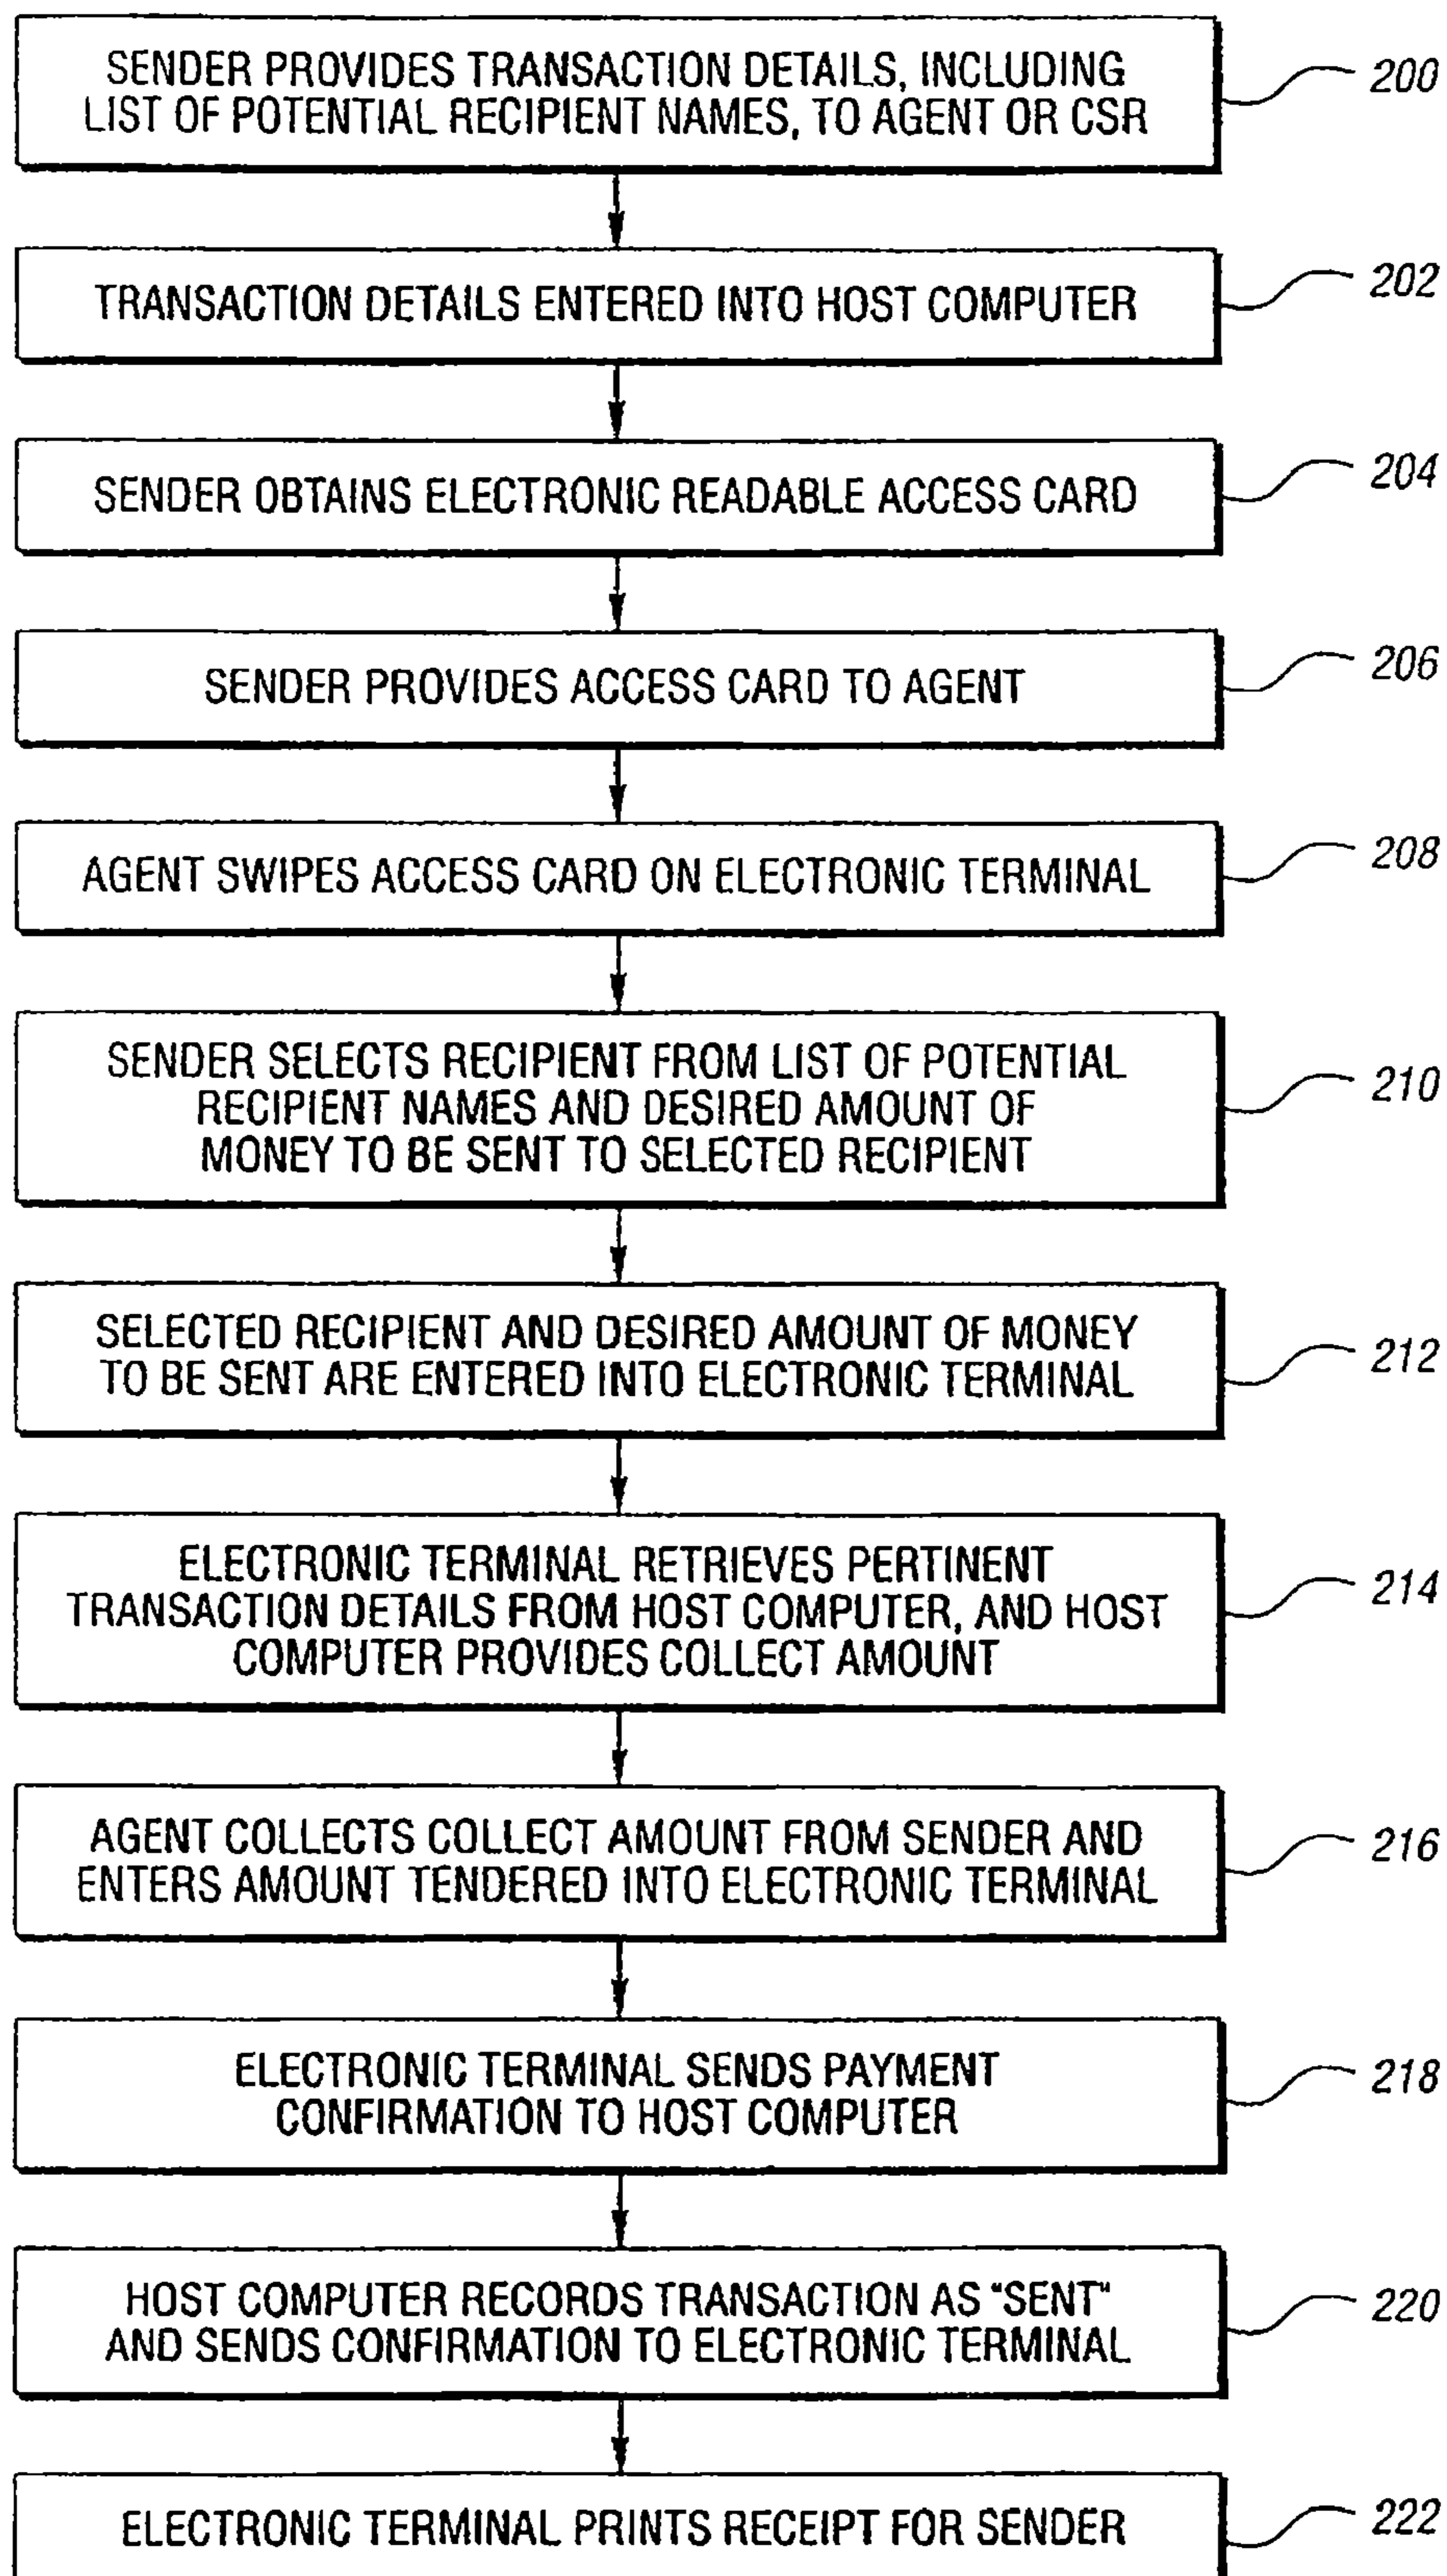 SENDER PROVIDES TRANSACTION DETAILS, INCLUDING
LIST OF POTENTIAL RECIPIENT NAMES, TO AGENT OR CSR
200
TRANSACTION DETAILS ENTERED INTO HOST COMPUTER
202
SENDER OBTAINS ELECTRONIC READABLE ACCESS CARD
204
SENDER PROVIDES ACCESS CARD TO AGENT
206
AGENT SWIPES ACCESS CARD ON ELECTRONIC TERMINAL
208
SENDER SELECTS RECIPIENT FROM LIST OF POTENTIAL
RECIPIENT NAMES AND DESIRED AMOUNT OF
MONEY TO BE SENT TO SELECTED RECIPIENT
210
SELECTED RECIPIENT AND DESIRED AMOUNT OF MONEY
TO BE SENT ARE ENTERED INTO ELECTRONIC TERMINAL
212
ELECTRONIC TERMINAL RETRIEVES PERTINENT
TRANSACTION DETAILS FROM HOST COMPUTER, AND HOST
COMPUTER PROVIDES COLLECT AMOUNT
214
AGENT COLLECTS COLLECT AMOUNT FROM SENDER AND
ENTERS AMOUNT TENDERED INTO ELECTRONIC TERMINAL
216
ELECTRONIC TERMINAL SENDS PAYMENT
CONFIRMATION TO HOST COMPUTER
218
HOST COMPUTER RECORDS TRANSACTION AS "SENT"
AND SENDS CONFIRMATION TO ELECTRONIC TERMINAL
220
ELECTRONIC TERMINAL PRINTS RECEIPT FOR SENDER
222